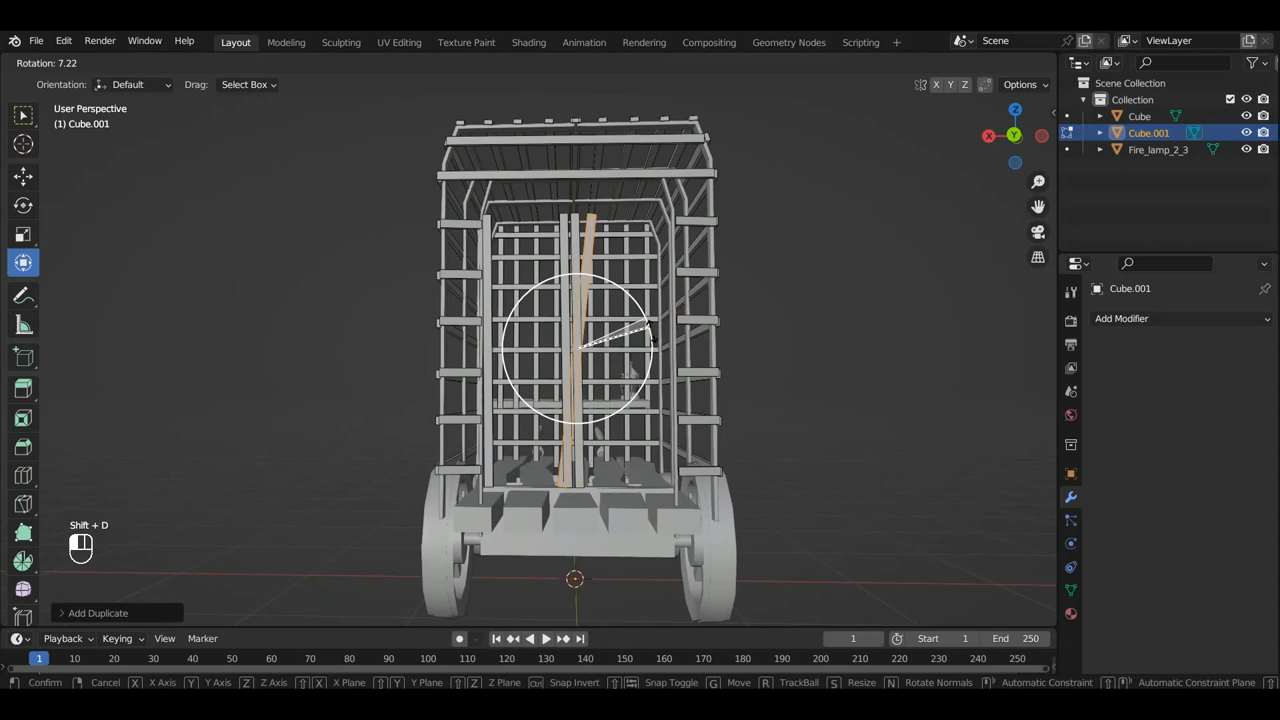 File Edit Render Window Help Layout Modeling Sculpting UV Editing Texture Paint Shading Animation Rendering Compositing Geometry Nodes Scripting + Scene ViewLayer
Rotation: 7.22
Orientation: Default Drag: Select Box X Y Z Options
User Perspective
(1) Cube.001
Z
X Y
Scene Collection
Collection
Cube
Cube.001
Fire_lamp_2_3
Cube.001
Add Modifier
Shift + D
> Add Duplicate
Playback Keying View Marker 1 Start 1 End 250
1 10 20 30 40 50 60 70 80 90 100 110 120 130 140 150 160 170 180 190 200 210 220 230 240 250
Confirm Cancel X X Axis Y Y Axis Z Z Axis X X Plane Y Y Plane Z Z Plane Ctrl Snap Invert Snap Toggle G Move R TrackBall S Resize N Rotate Normals Automatic Constraint Automatic Constraint Plane